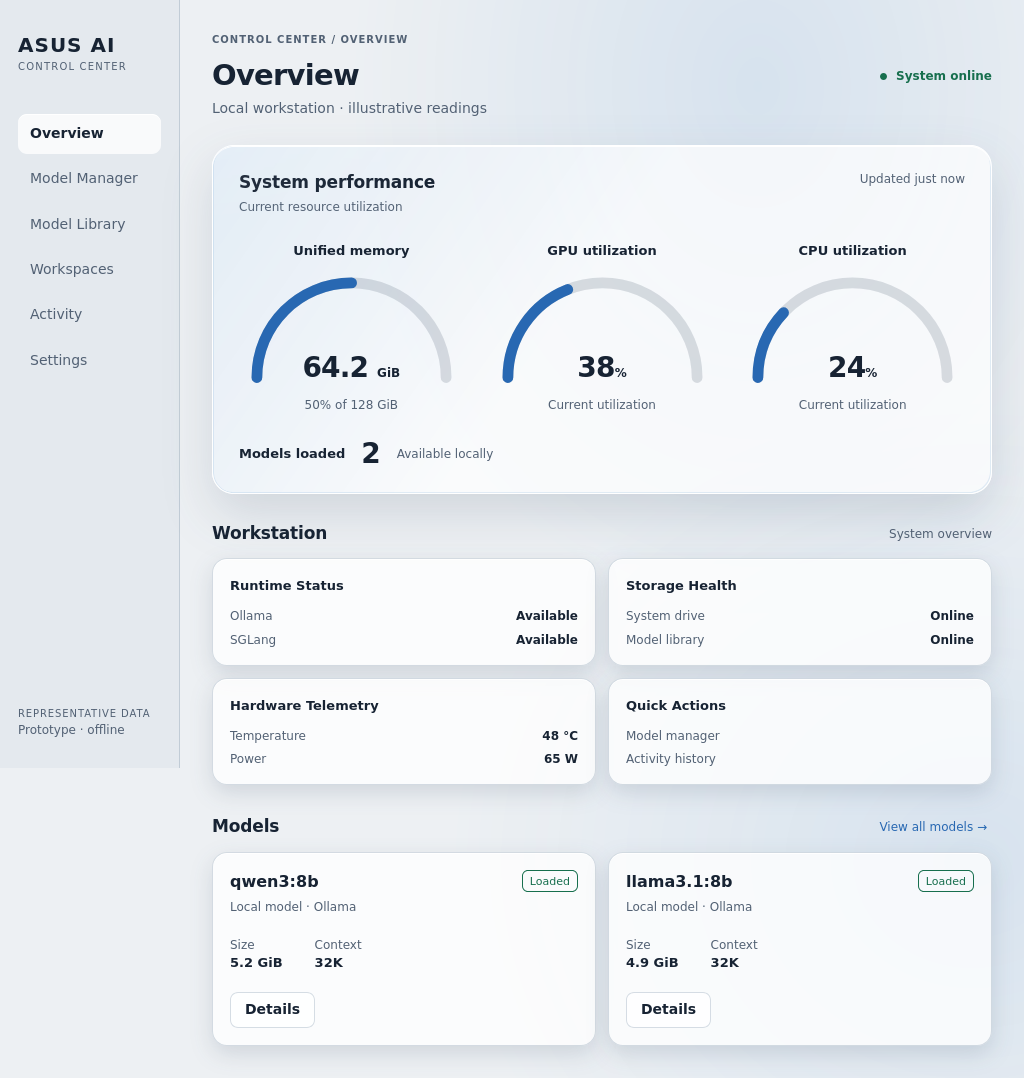 ASUS AI
CONTROL CENTER
Overview
Model Manager
Model Library
Workspaces
Activity
Settings
REPRESENTATIVE DATA
Prototype · offline
CONTROL CENTER / OVERVIEW
Overview
System online
Local workstation · illustrative readings
System performance
Updated just now
Current resource utilization
Unified memory
64.2 GiB
50% of 128 GiB
GPU utilization
38%
Current utilization
CPU utilization
24%
Current utilization
Models loaded 2 Available locally
Workstation
System overview
Runtime Status
Ollama Available
SGLang Available
Storage Health
System drive Online
Model library Online
Hardware Telemetry
Temperature 48 °C
Power 65 W
Quick Actions
Model manager
Activity history
Models
View all models →
qwen3:8b Loaded
Local model · Ollama
Size Context
5.2 GiB 32K
Details
llama3.1:8b Loaded
Local model · Ollama
Size Context
4.9 GiB 32K
Details